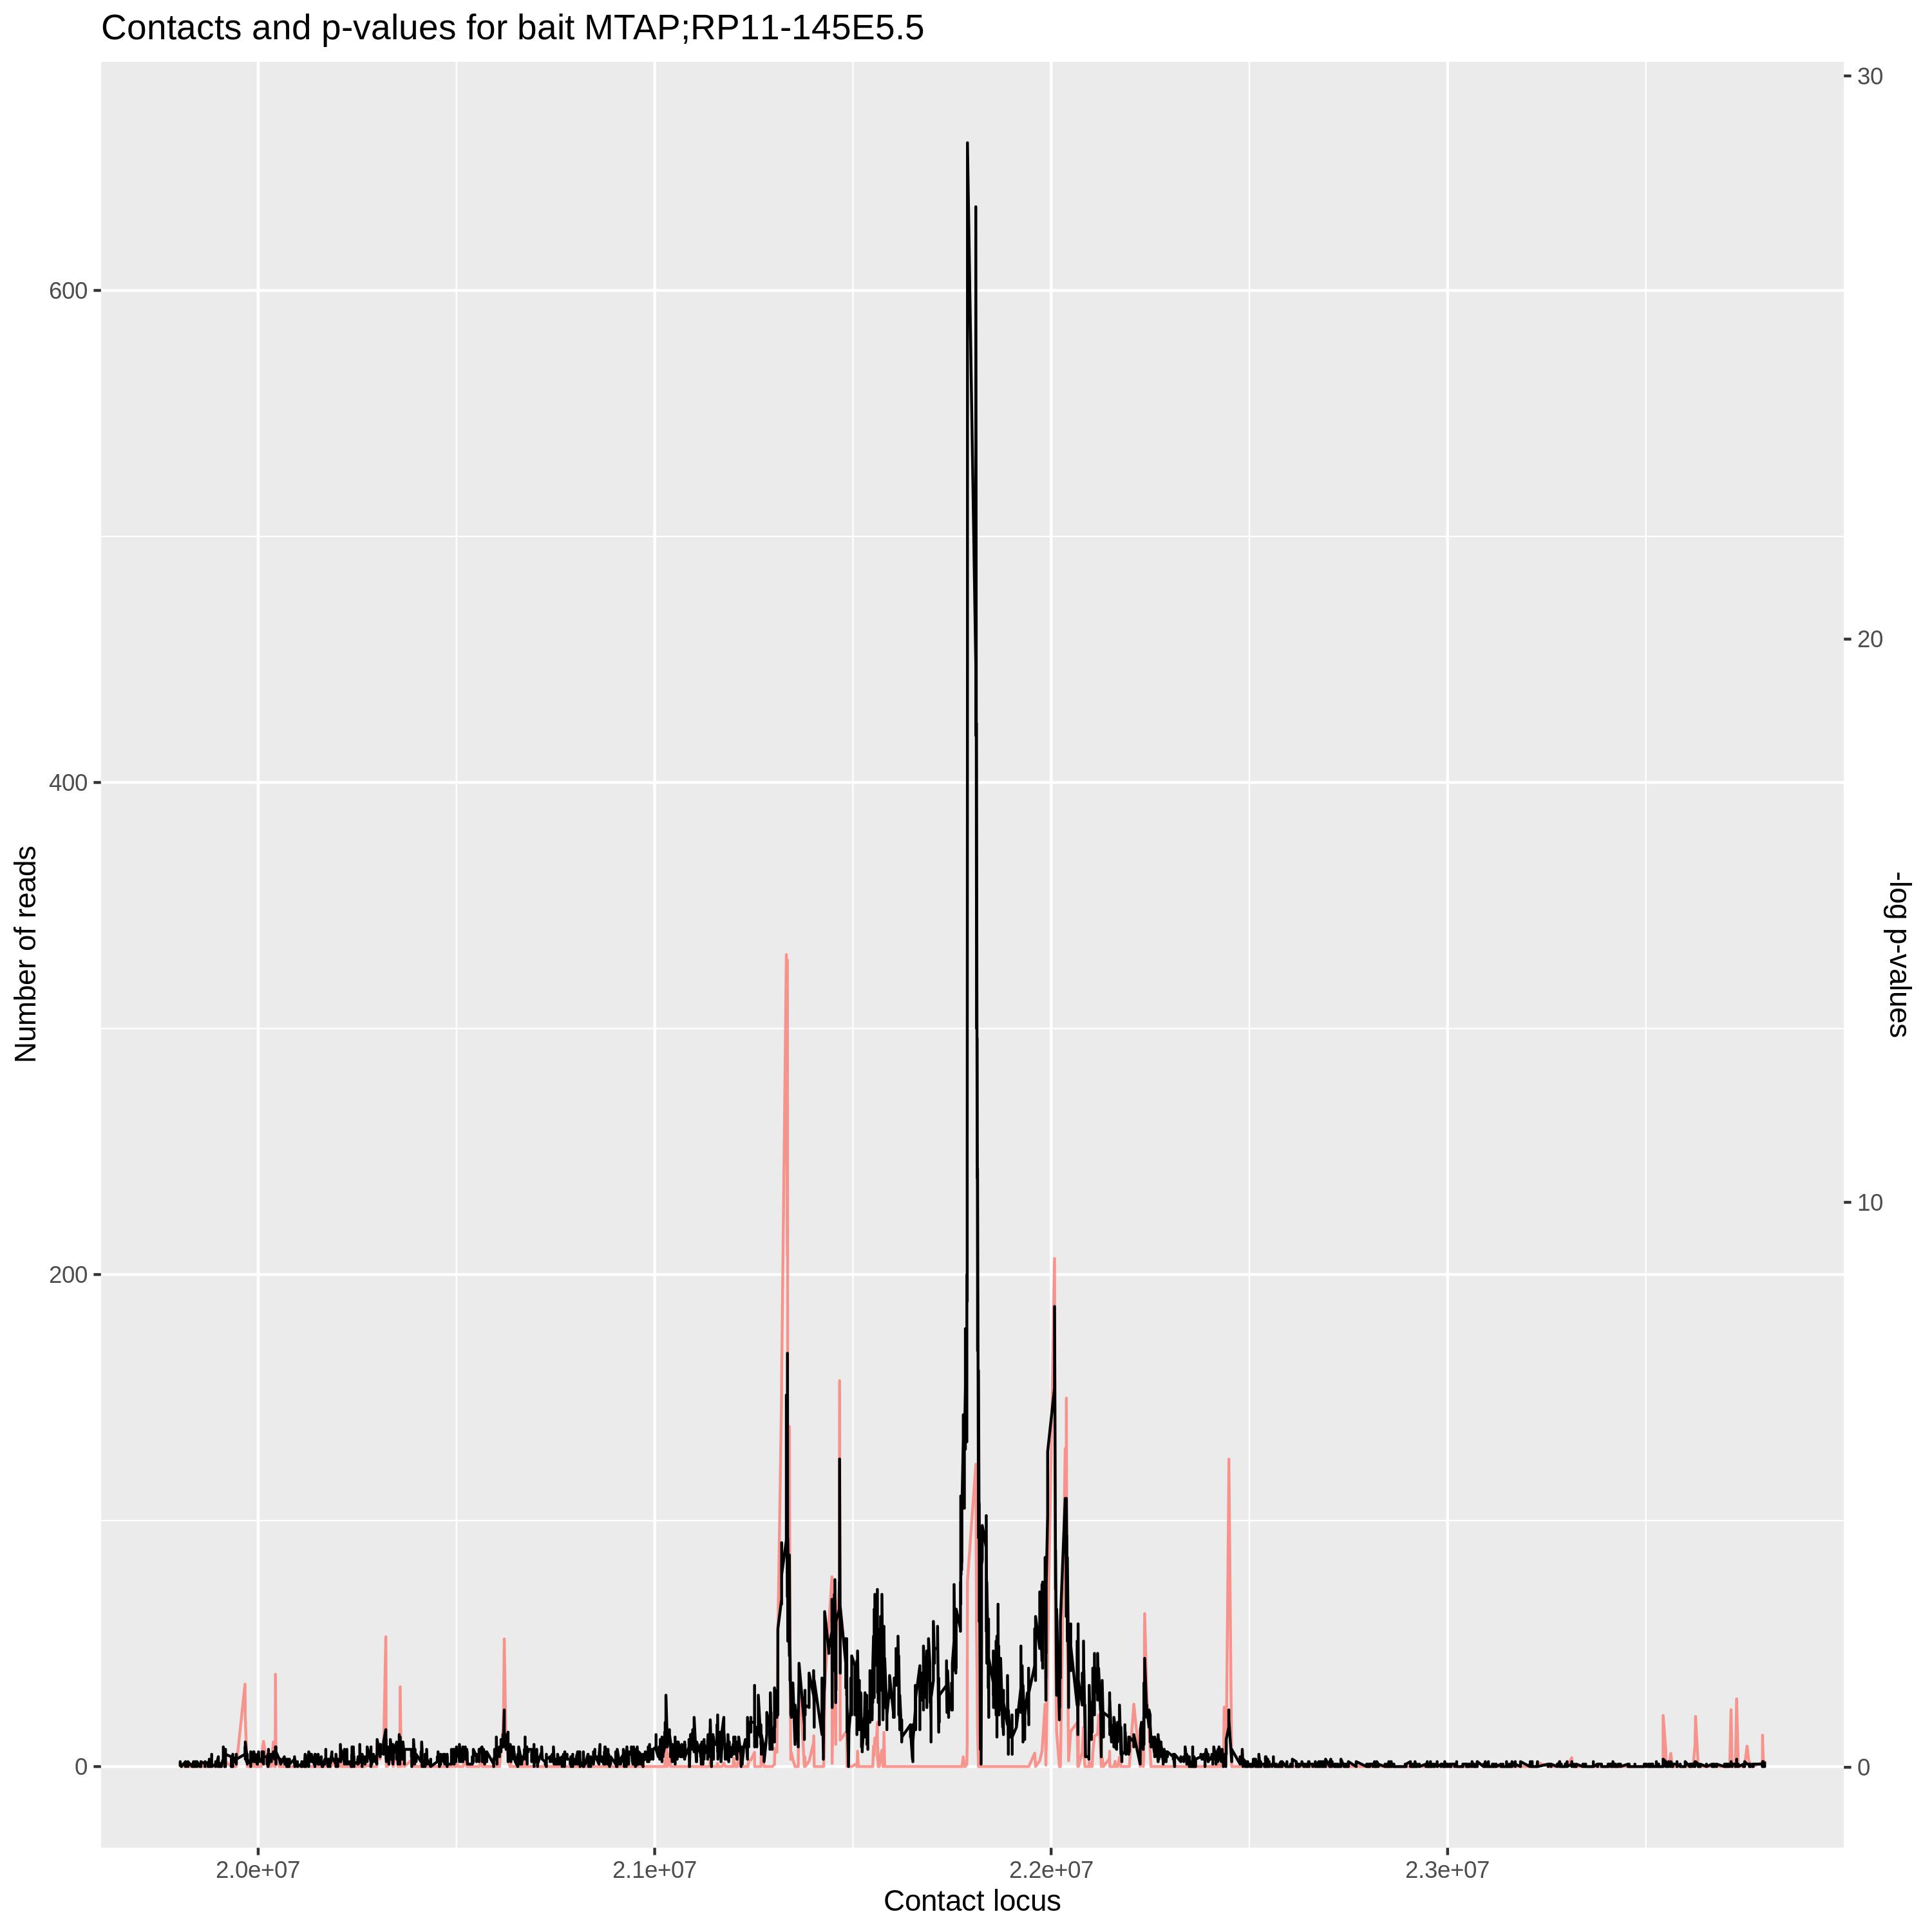 Contacts and p-values for bait MTAP;RP11-145E5.5
30
600
20
400
Number of reads
-log p-values
10
200
0
0
2.0e+07
2.1e+07
2.2e+07
2.3e+07
Contact locus